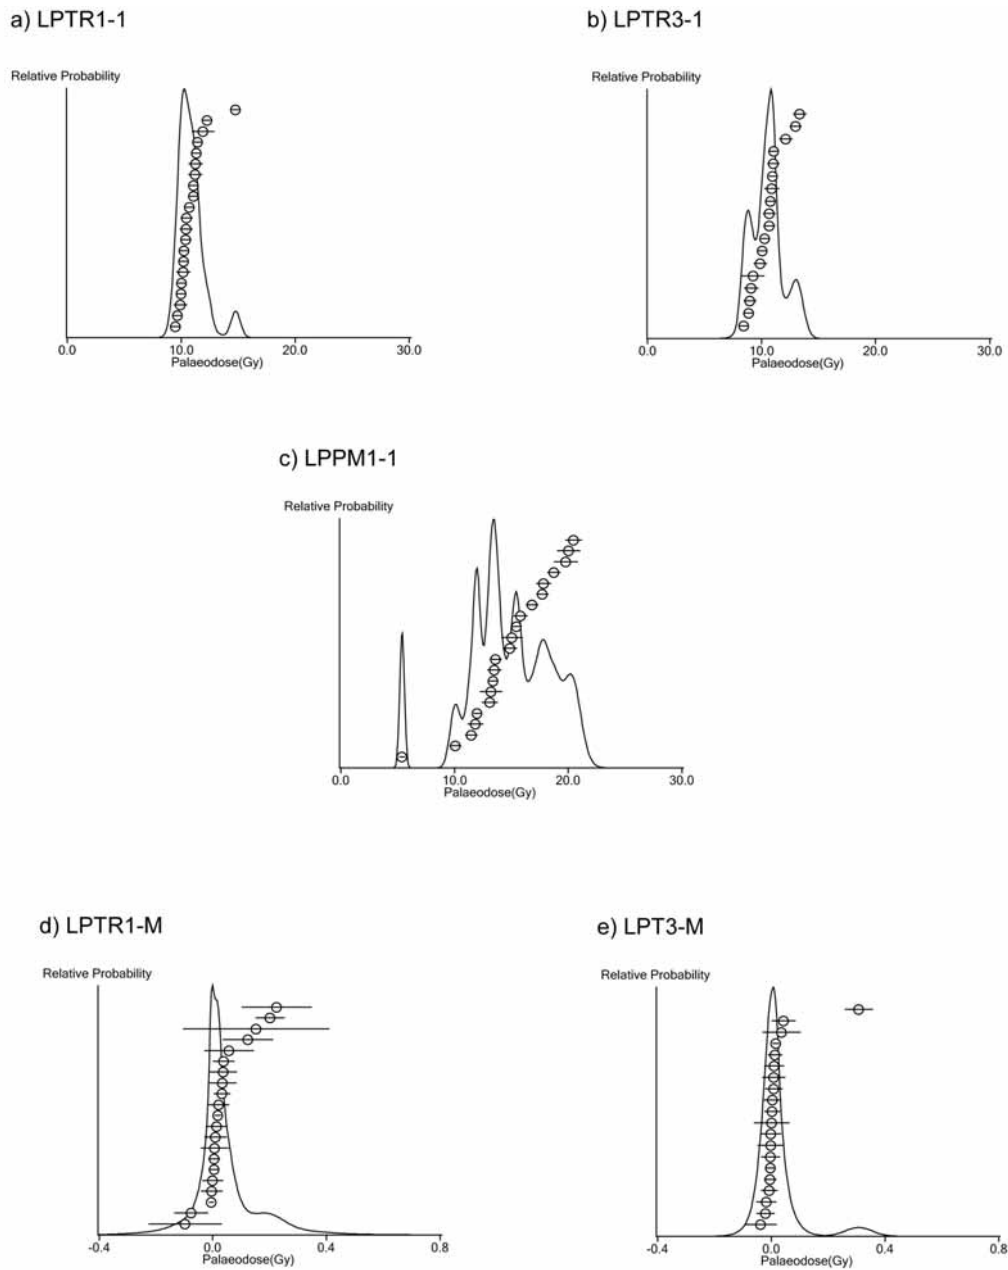 a) LPTR1-1
Relative Probability
0.0 10.0 20.0 30.0
Palaeodose(Gy)
b) LPTR3-1
Relative Probability
0.0 10.0 20.0 30.0
Palaeodose(Gy)
c) LPPM1-1
Relative Probability
0.0 10.0 20.0 30.0
Palaeodose(Gy)
d) LPTR1-M
Relative Probability
-0.4 0.0 0.4 0.8
Palaeodose(Gy)
e) LPT3-M
Relative Probability
-0.4 0.0 0.4 0.8
Palaeodose(Gy)